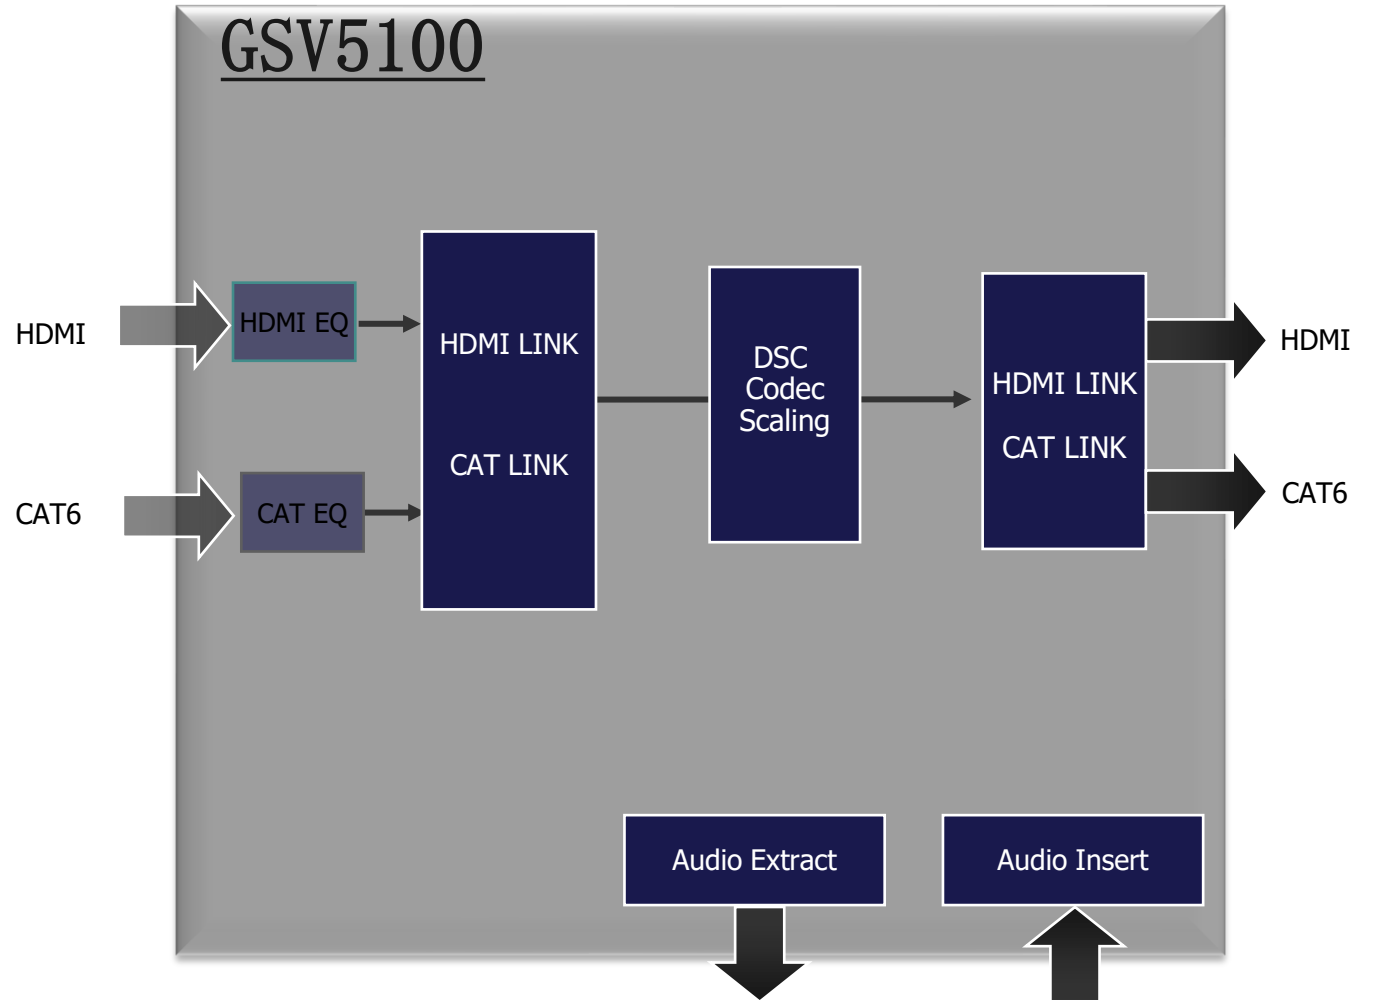 GSV5100
HDMI
HDMI EQ
HDMI LINK
CAT LINK
DSC
Codec
Scaling
HDMI LINK
CAT LINK
HDMI
CAT6
CAT EQ
CAT6
Audio Extract
Audio Insert